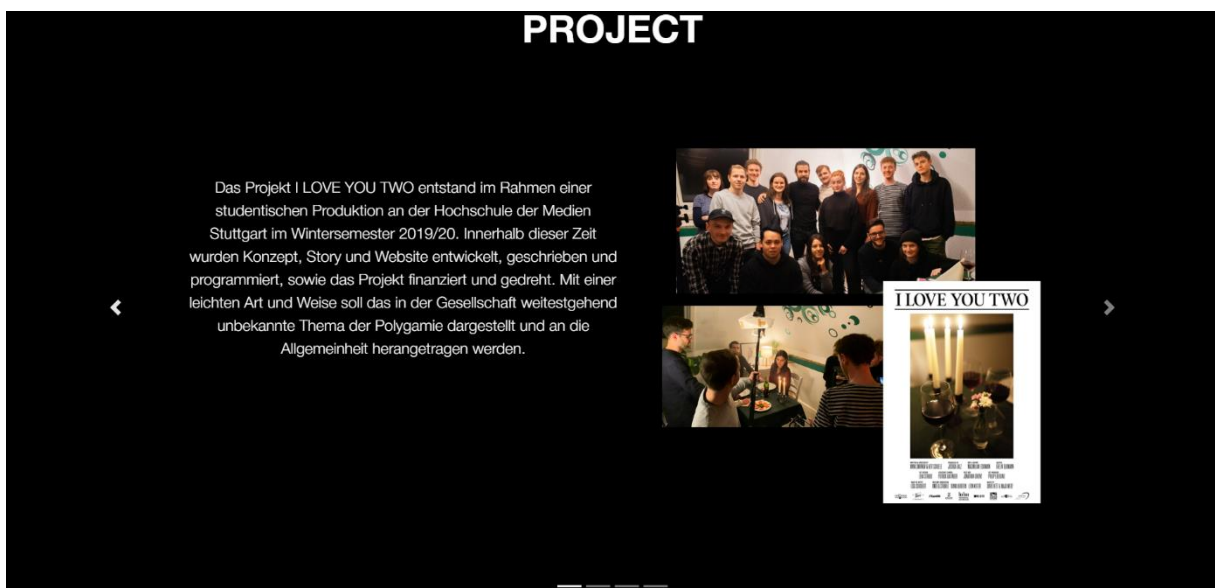 PROJECT
Das Projekt I LOVE YOU TWO entstand im Rahmen einer
studentischen Produktion an der Hochschule der Medien
Stuttgart im Wintersemester 2019/20. Innerhalb dieser Zeit
wurden Konzept, Story und Website entwickelt, geschrieben und
programmiert, sowie das Projekt finanziert und gedreht. Mit einer
leichten Art und Weise soll das in der Gesellschaft weitestgehend
unbekannte Thema der Polygamie dargestellt und an die
Allgemeinheit herangetragen werden.
I LOVE YOU TWO